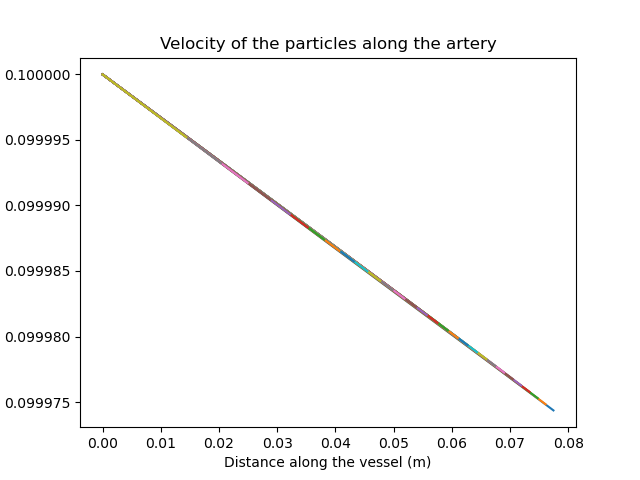 Velocity of the particles along the artery
0.100000
0.099995
0.099990
0.099985
0.099980
0.099975
0.00 0.01 0.02 0.03 0.04 0.05 0.06 0.07 0.08
Distance along the vessel (m)